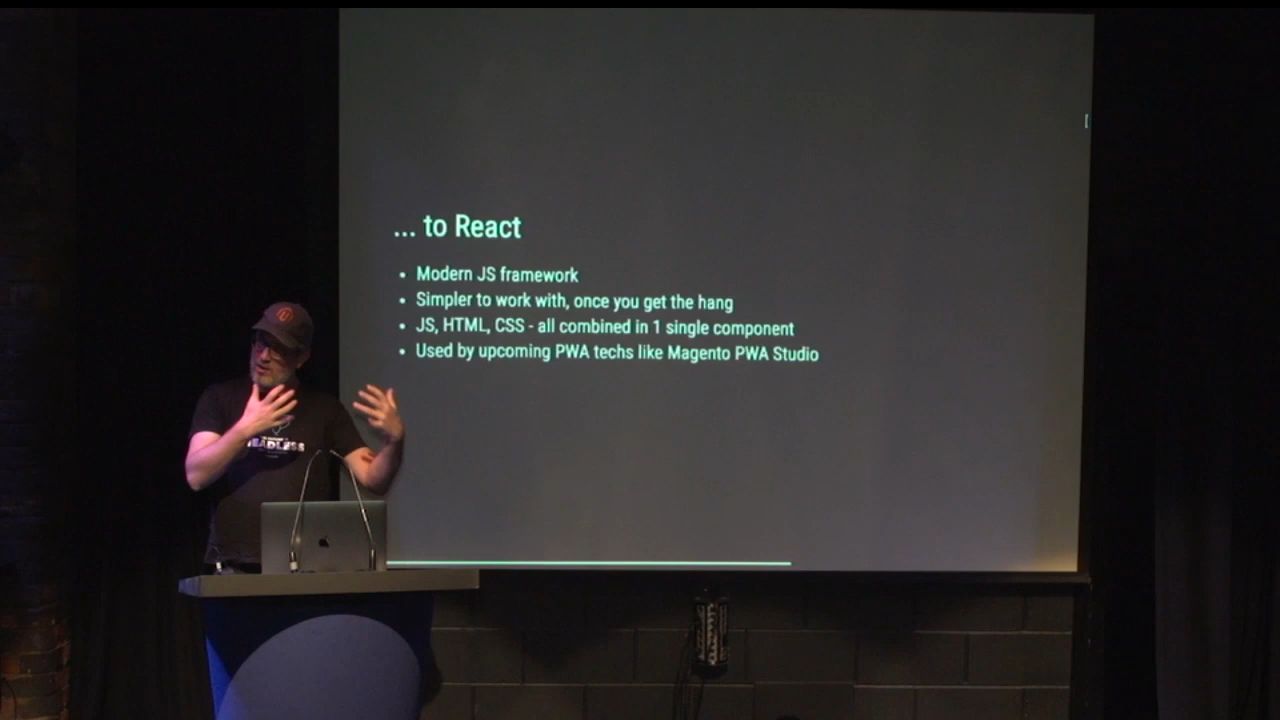 ... to React
• Modern JS framework
• Simpler to work with, once you get the hang
• JS, HTML, CSS - all combined in 1 single component
• Used by upcoming PWA techs like Magento PWA Studio
HEADLESS